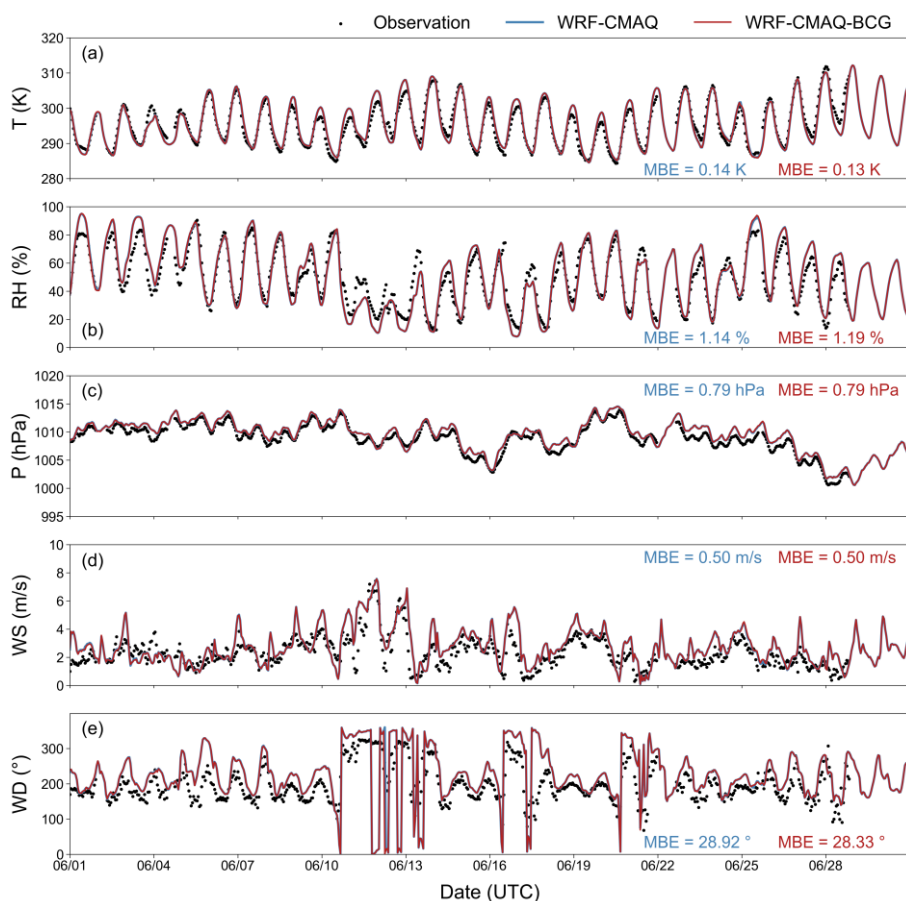 Observation WRF-CMAQ WRF-CMAQ-BCG
(a)
T (K)
320
310
300
290
280
MBE = 0.14 K MBE = 0.13 K
RH (%)
100
80
60
40
20
0
(b)
MBE = 1.14 % MBE = 1.19 %
(c)
P (hPa)
1020
1015
1010
1005
1000
995
MBE = 0.79 hPa MBE = 0.79 hPa
(d)
WS (m/s)
10
8
6
4
2
0
MBE = 0.50 m/s MBE = 0.50 m/s
(e)
WD (°)
300
200
100
0
MBE = 28.92 ° MBE = 28.33 °
06/01 06/04 06/07 06/10 06/13 06/16 06/19 06/22 06/25 06/28
Date (UTC)